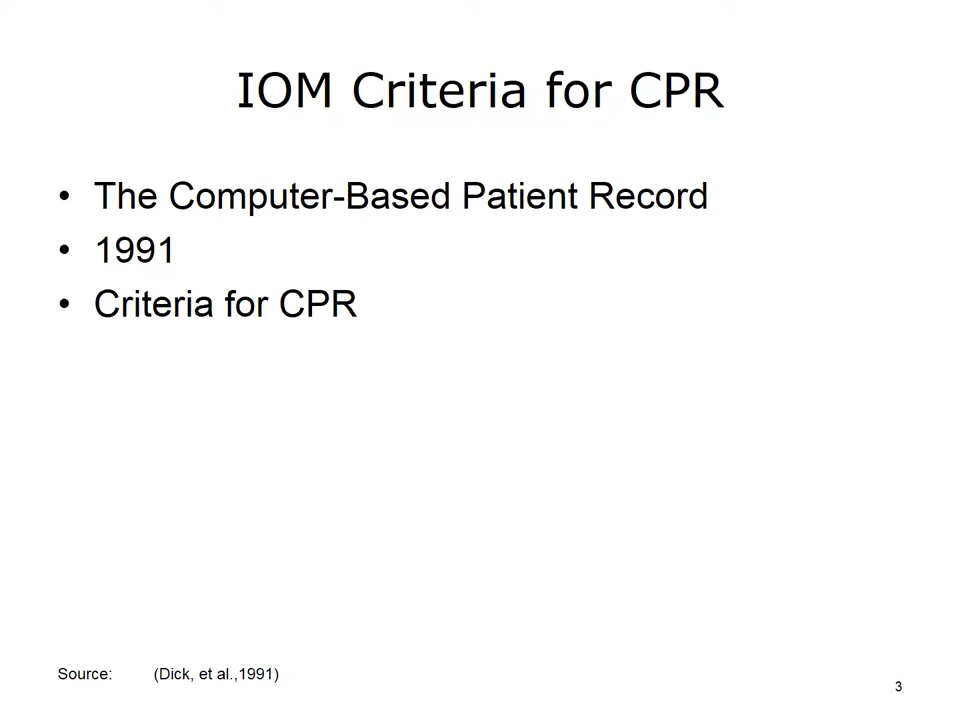 IOM Criteria for CPR
• The Computer-Based Patient Record
• 1991
• Criteria for CPR
Source: (Dick, et al.,1991)
3